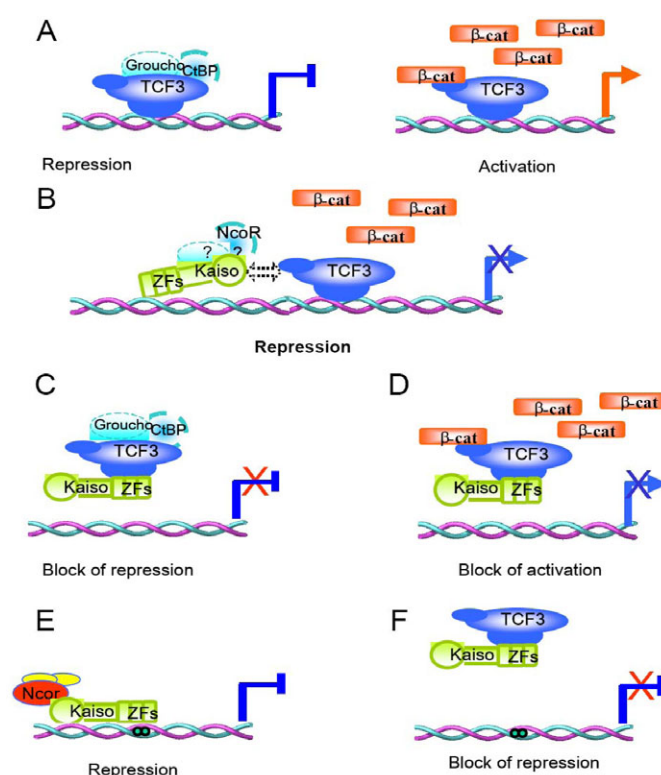 A
Groucho
CtBP
TCF3
Repression
β-cat
β-cat
β-cat
β-cat
TCF3
Activation
B
NcoR
?
?
Kaiso
ZFs
β-cat
β-cat
β-cat
TCF3
Repression
C
Groucho
CtBP
TCF3
Kaiso
ZFs
Block of repression
D
β-cat
β-cat
β-cat
β-cat
TCF3
Kaiso
ZFs
Block of activation
E
Ncor
Kaiso
ZFs
Repression
F
TCF3
Kaiso
ZFs
Block of repression